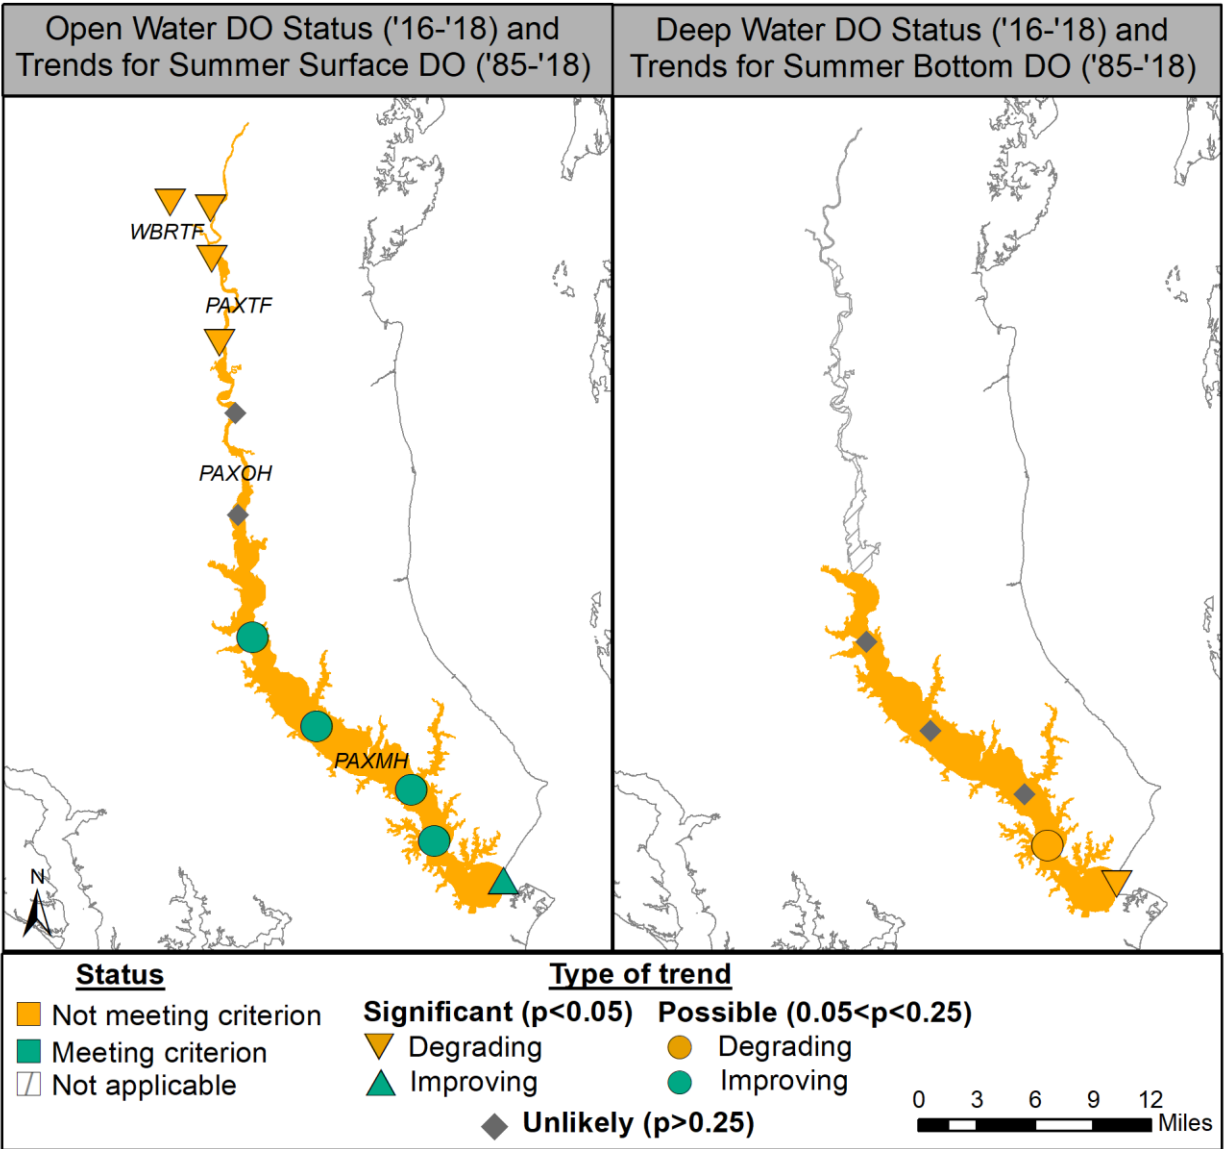 Open Water DO Status ('16-'18) and
Trends for Summer Surface DO ('85-'18)
Deep Water DO Status ('16-'18) and
Trends for Summer Bottom DO ('85-'18)
WBRTF
PAXTF
PAXOH
PAXMH
N
Status
Not meeting criterion
Meeting criterion
Not applicable
Type of trend
Significant (p<0.05)
Possible (0.05<p<0.25)
Degrading
Degrading
Improving
Improving
Unlikely (p>0.25)
0 3 6 9 12
Miles